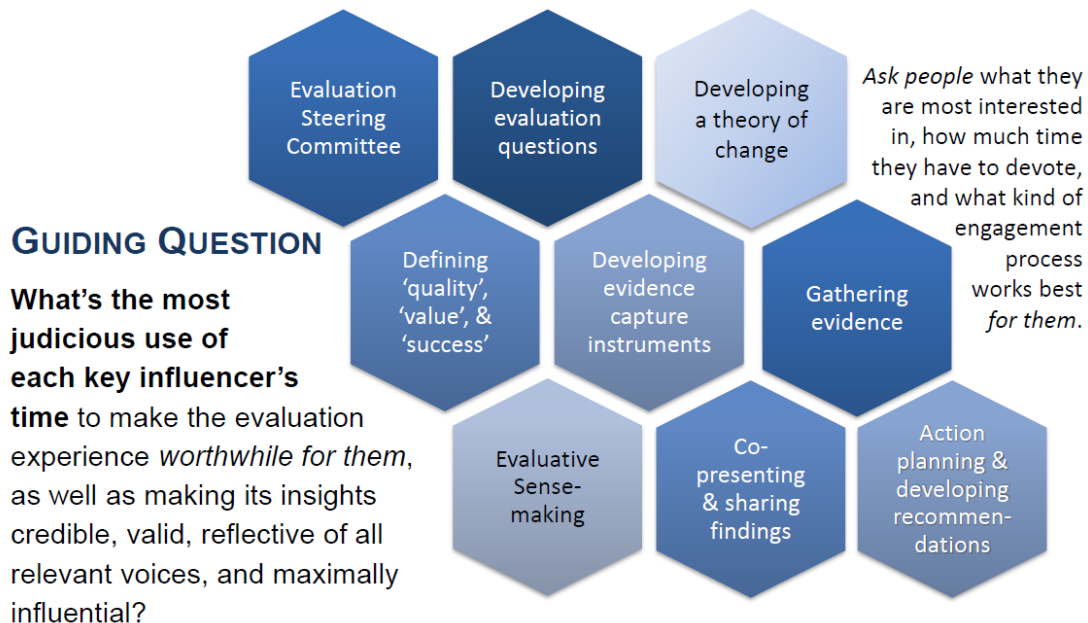 Evaluation
Steering
Committee
Developing
evaluation
questions
Developing
a theory of
change
Ask people what they
are most interested
in, how much time
they have to devote,
and what kind of
engagement
process
works best
for them.
GUIDING QUESTION
What’s the most
judicious use of
each key influencer’s
time to make the evaluation
experience worthwhile for them,
as well as making its insights
credible, valid, reflective of all
relevant voices, and maximally
influential?
Defining
‘quality’,
‘value’, &
‘success’
Developing
evidence
capture
instruments
Gathering
evidence
Evaluative
Sense-
making
Co-
presenting
& sharing
findings
Action
planning &
developing
recommen-
dations